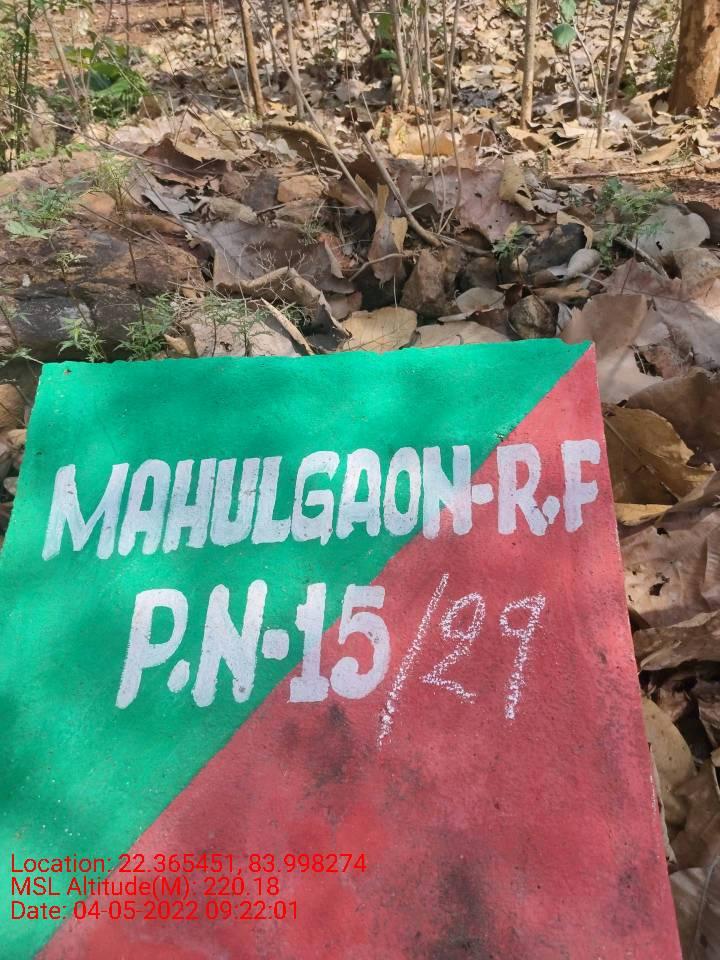 MAHULGAON-R.F
P.N-15/29
Location: 22.365451, 83.998274
MSL Altitude(M): 220.18
Date: 04-05-2022 09:22:01